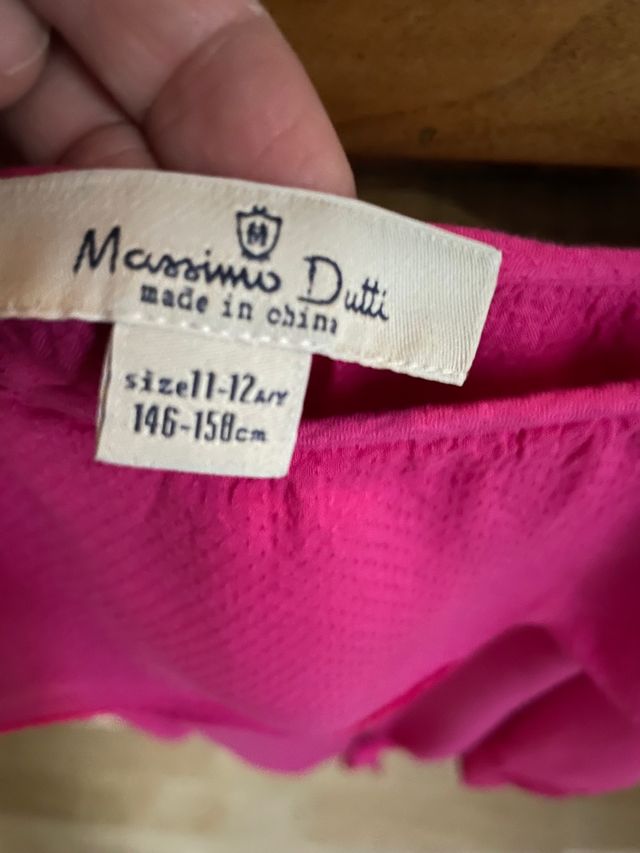 M
Massimo Dutti
made in china
size11-12A/Y
146-158cm